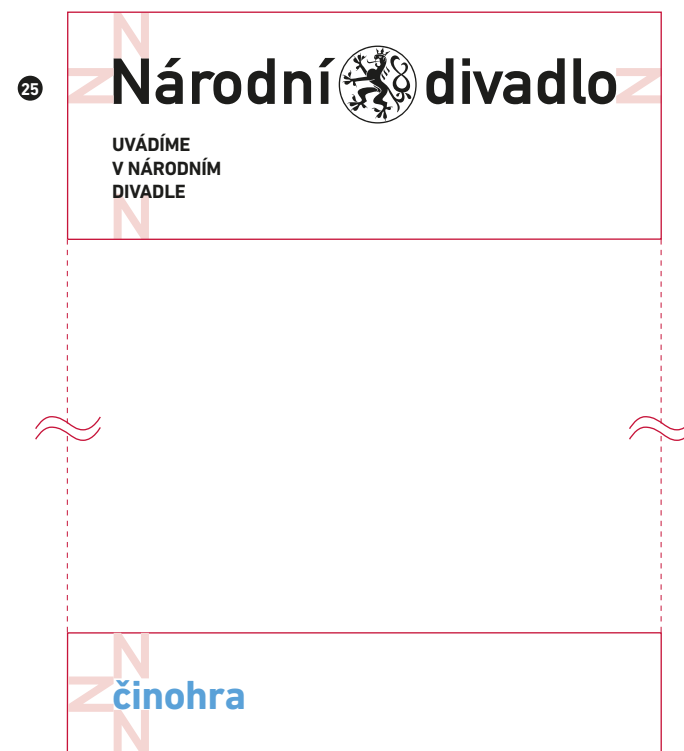 25
N
N Národní divadlo N
UVÁDÍME
V NÁRODNÍM
DIVADLE
N
N
N činohra
N